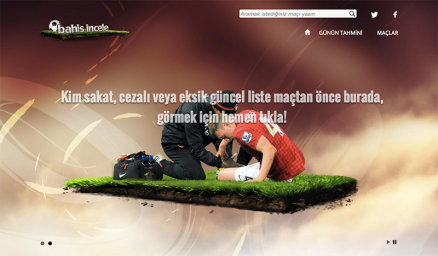 bahis.incele
Aramak istediğiniz maçı yazın
GÜNÜN TAHMİNİ
MAÇLAR
Kim sakat, cezalı veya eksik güncel liste maçtan önce burada,
görmek için hemen tıkla!